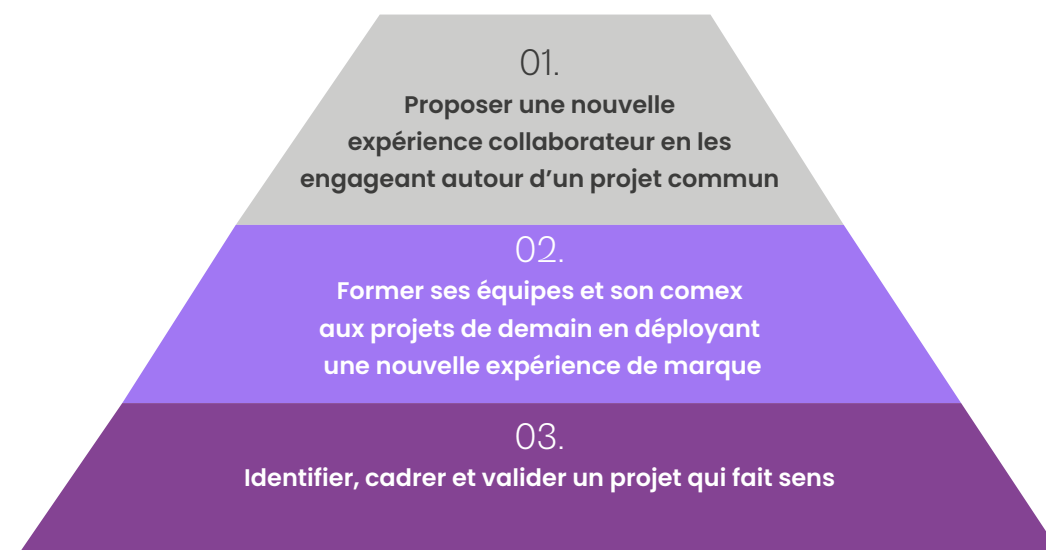 01.
Proposer une nouvelle
expérience collaborateur en les
engageant autour d’un projet commun
02.
Former ses équipes et son comex
aux projets de demain en déployant
une nouvelle expérience de marque
03.
Identifier, cadrer et valider un projet qui fait sens